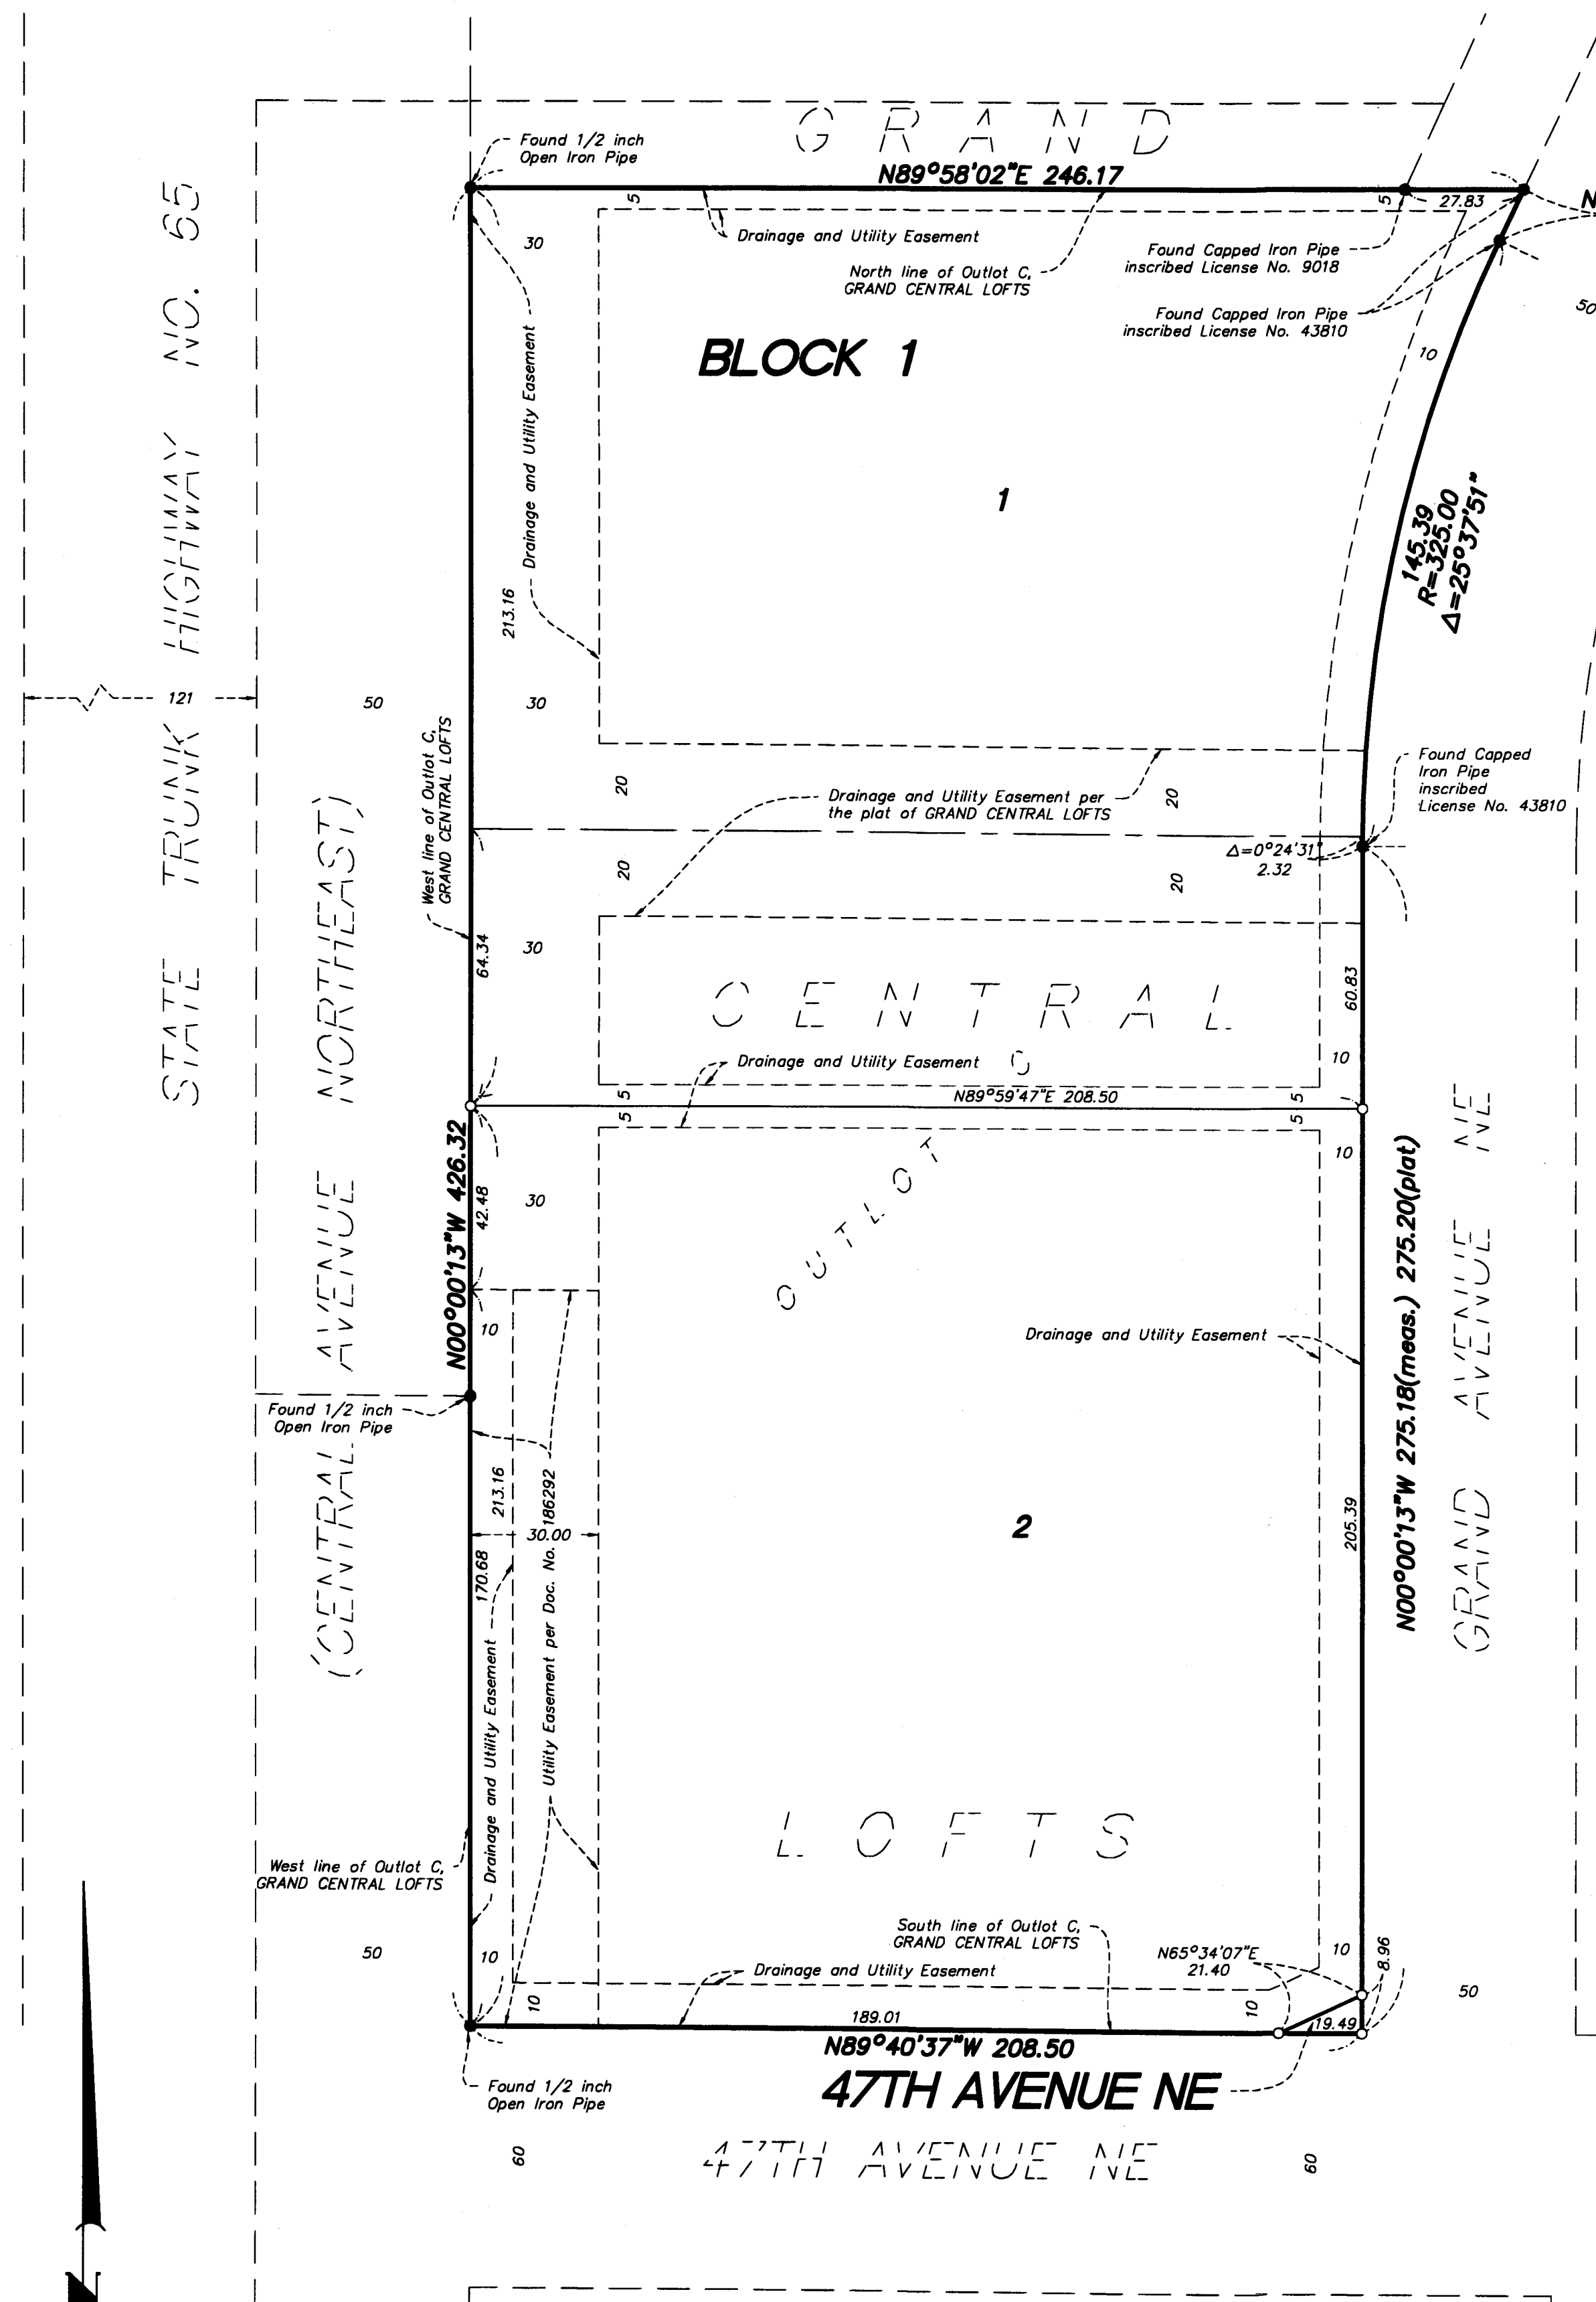 GRAND
Found 1/2 inch
Open Iron Pipe
N89°58'02"E 246.17
5
5
27.83
N
30
Drainage and Utility Easement
North line of Outlot C,
GRAND CENTRAL LOFTS
Found Capped Iron Pipe
inscribed License No. 9018
Found Capped Iron Pipe
inscribed License No. 43810
50
10
BLOCK 1
STATE TRUNK HIGHWAY NO. 65
Drainage and Utility Easement
1
145.39
R=325.00
Δ=25°37'51"
213.16
121
50
30
West line of Outlot C,
GRAND CENTRAL LOFTS
20
20
Drainage and Utility Easement per
the plat of GRAND CENTRAL LOFTS
Found Capped
Iron Pipe
inscribed
License No. 43810
Δ=0°24'31"
2.32
20
20
(CENTRAL AVENUE NORTHEAST)
64.34
30
60.83
CENTRAL
10
Drainage and Utility Easement
C
5
N89°59'47"E 208.50
5
5
5
OUTLOT
10
N00°00'13"W 426.32
42.48
30
N00°00'13"W 275.18(meas.) 275.20(plat)
GRAND AVENUE NE
10
Drainage and Utility Easement
Found 1/2 inch
Open Iron Pipe
213.16
30.00
170.68
Drainage and Utility Easement
Utility Easement per Doc. No. 186292
2
205.39
LOFTS
West line of Outlot C,
GRAND CENTRAL LOFTS
South line of Outlot C,
GRAND CENTRAL LOFTS
50
10
Drainage and Utility Easement
N65°34'07"E
21.40
10
8.96
50
10
10
189.01
19.49
N89°40'37"W 208.50
47TH AVENUE NE
Found 1/2 inch
Open Iron Pipe
60
47TH AVENUE NE
60
N